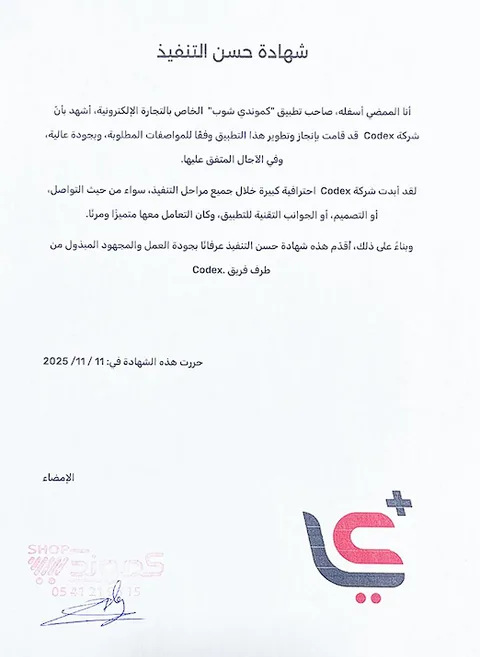 شهادة حسن التنفيذ
أنا الممضي أسفله، صاحب تطبيق "كموندي شوب" الخاص بالتجارة الإلكترونية، أشهد بأنّ
شركة Codex قد قامت بإنجاز وتطوير هذا التطبيق وفقًا للمواصفات المطلوبة، وبجودة عالية،
وفي الآجال المتفق عليها.
لقد أبدت شركة Codex احترافية كبيرة خلال جميع مراحل التنفيذ، سواء من حيث التواصل،
أو التصميم، أو الجوانب التقنية للتطبيق، وكان التعامل معها متميزًا ومرنًا.
وبناءً على ذلك، أقدّم هذه شهادة حسن التنفيذ عرفانًا بجودة العمل والمجهود المبذول من
طرف فريق .Codex
حررت هذه الشهادة في: 11 / 11/ 2025
الإمضاء
SHOP
05 41 21
15